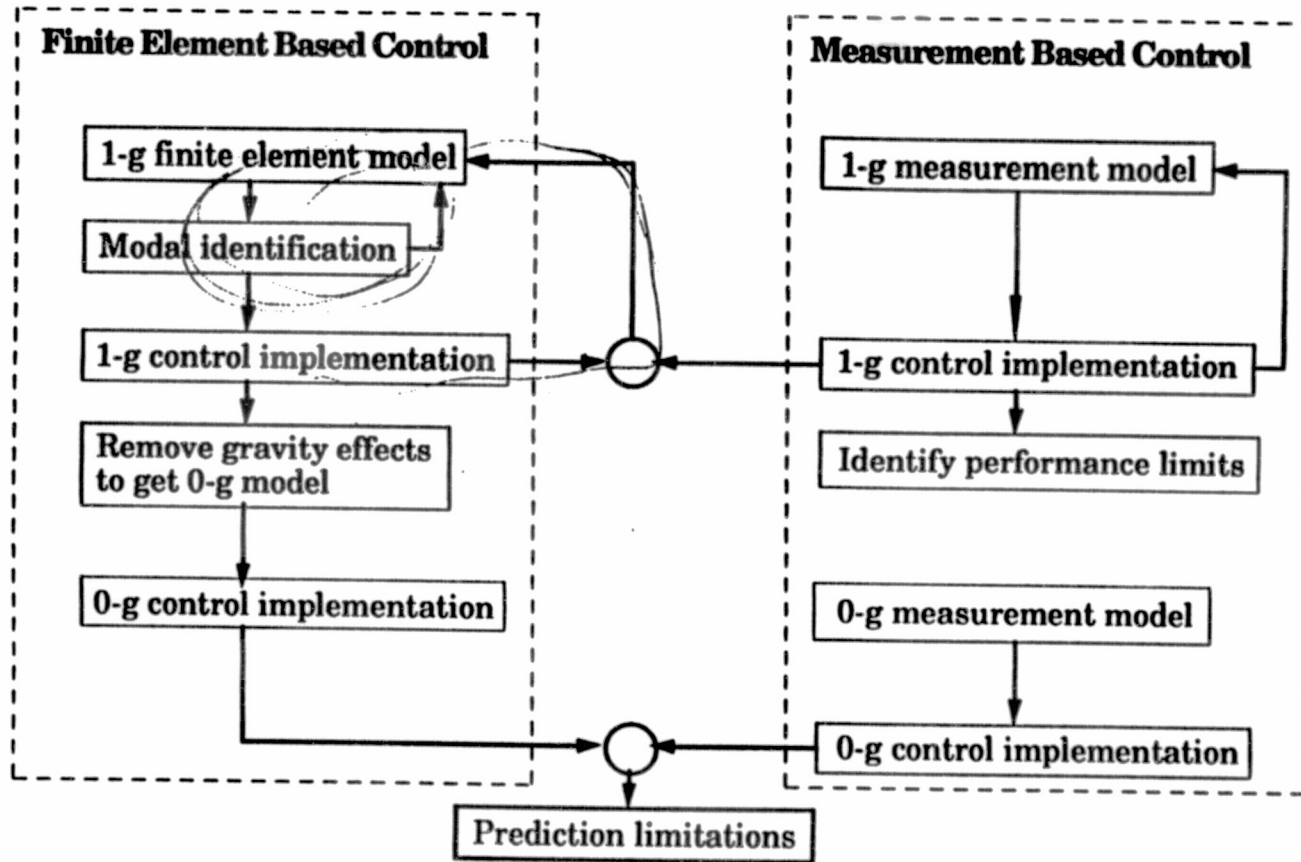 Finite Element Based Control
1-g finite element model
Modal identification
1-g control implementation
Remove gravity effects
to get 0-g model
0-g control implementation
Measurement Based Control
1-g measurement model
1-g control implementation
Identify performance limits
0-g measurement model
0-g control implementation
Prediction limitations